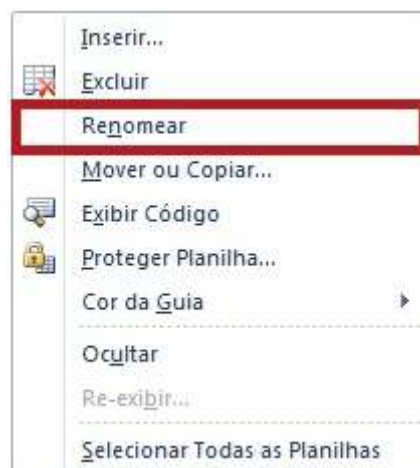 Inserir...
Excluir
Renomear
Mover ou Copiar...
Exibir Código
Proteger Planilha...
Cor da Guia
Ocultar
Re-exibir...
Selecionar Todas as Planilhas